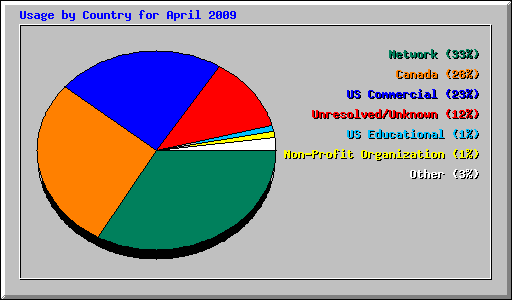 Usage by Country for April 2009
Network (33%)
Canada (28%)
US Commercial (23%)
Unresolved/Unknown (12%)
US Educational (1%)
Non-Profit Organization (1%)
Other (3%)